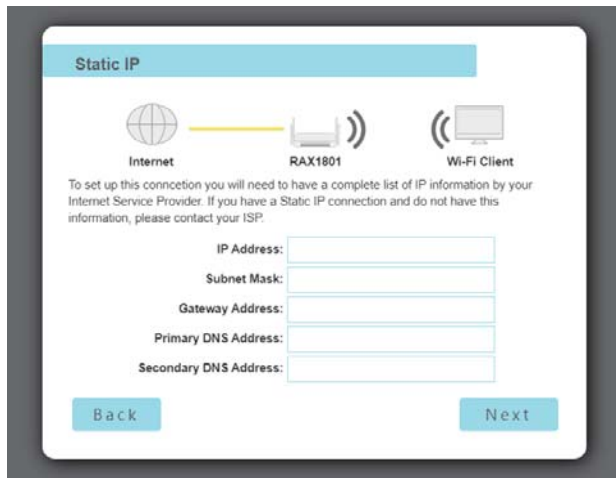 Static IP
Internet
RAX1801
Wi-Fi Client
To set up this conncetion you will need to have a complete list of IP information by your
Internet Service Provider. If you have a Static IP connection and do not have this
information, please contact your ISP.
IP Address:
Subnet Mask:
Gateway Address:
Primary DNS Address:
Secondary DNS Address:
Back
Next